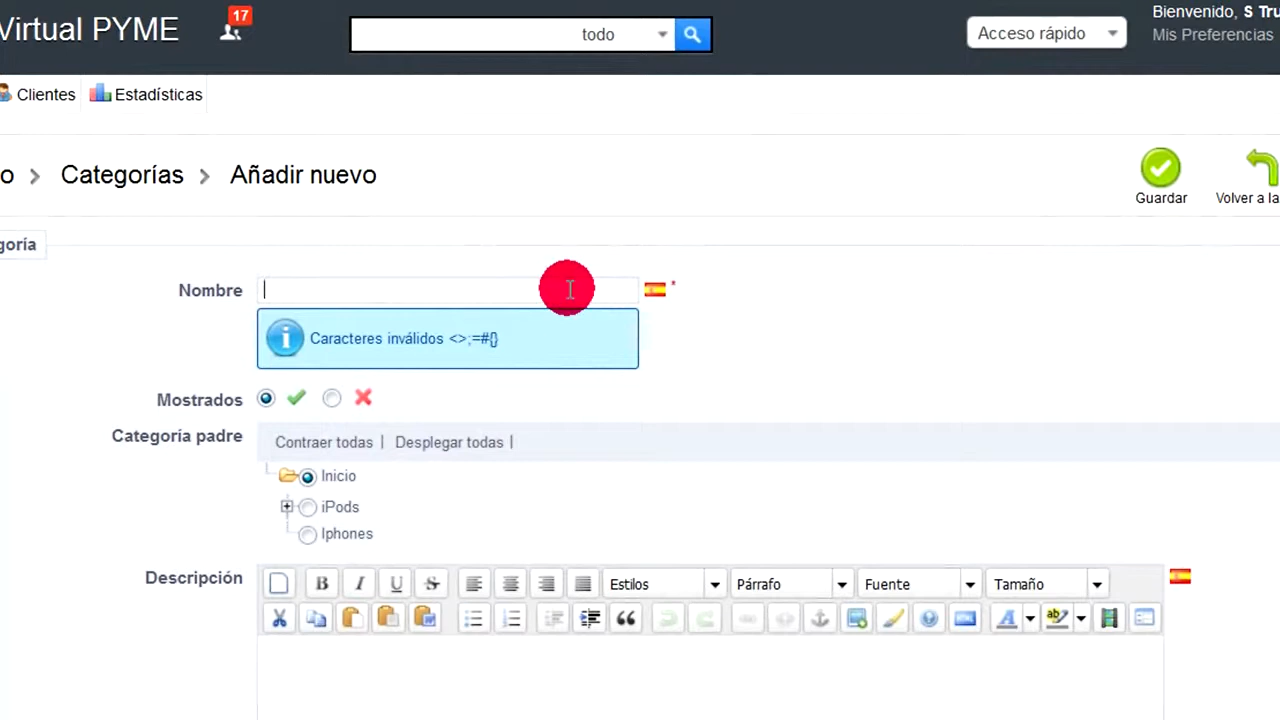 Virtual PYME
17
todo
Acceso rápido
Bienvenido, S Tru
Mis Preferencias
Clientes
Estadísticas
o > Categorías > Añadir nuevo
Guardar
Volver a la
goría
Nombre
*
Caracteres inválidos <>;=#{}
Mostrados
Categoría padre
Contraer todas |
Desplegar todas |
Inicio
iPods
Iphones
Descripción
B I U S
Estilos
Párrafo
Fuente
Tamaño